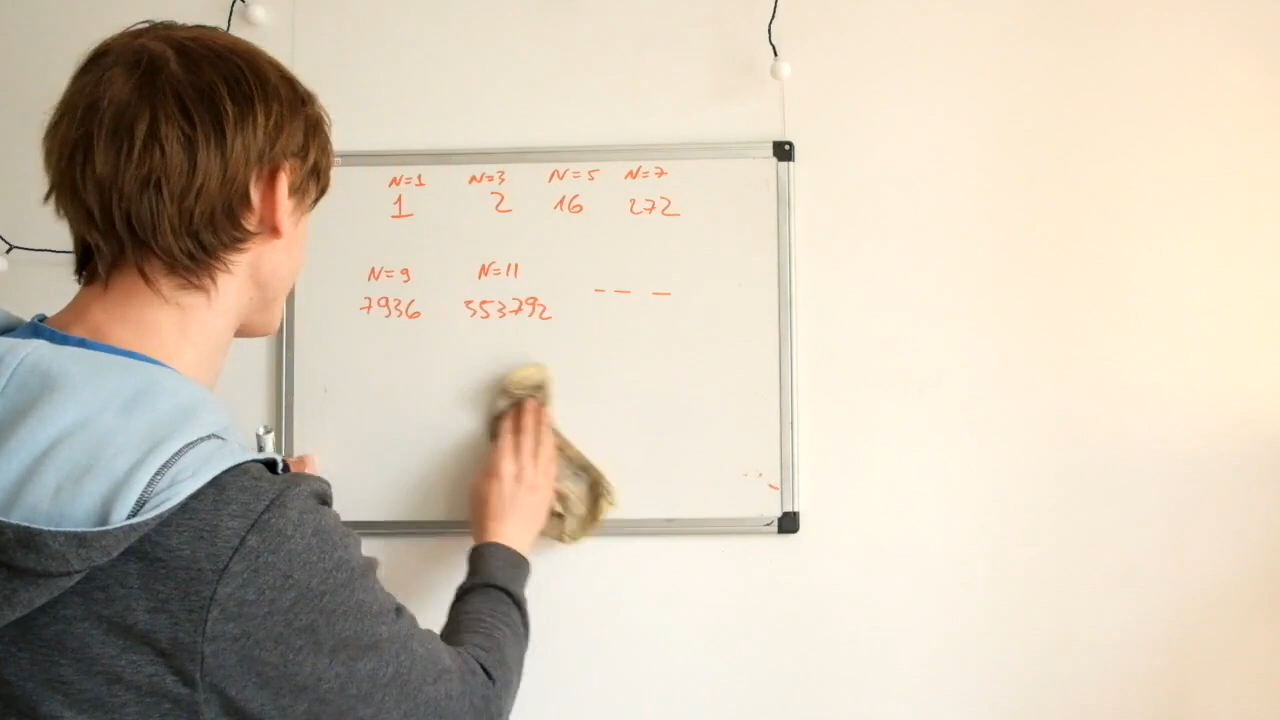 N=1 N=3 N=5 N=7
1 2 16 272
N=9 N=11
7936 353792 -- -